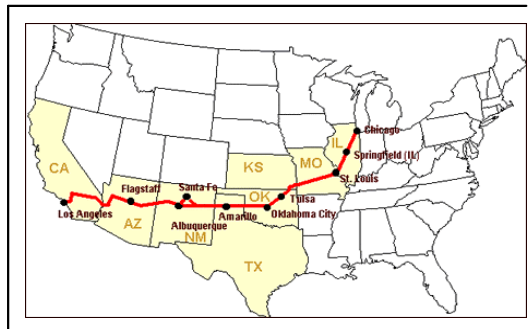 Chicago
IL
CA
Springfield (IL)
KS
MO
St. Louis
Flagstaff
Santa Fe
OK
Tulsa
Los Angeles
Amarillo
Oklahoma City
AZ
Albuquerque
NM
TX